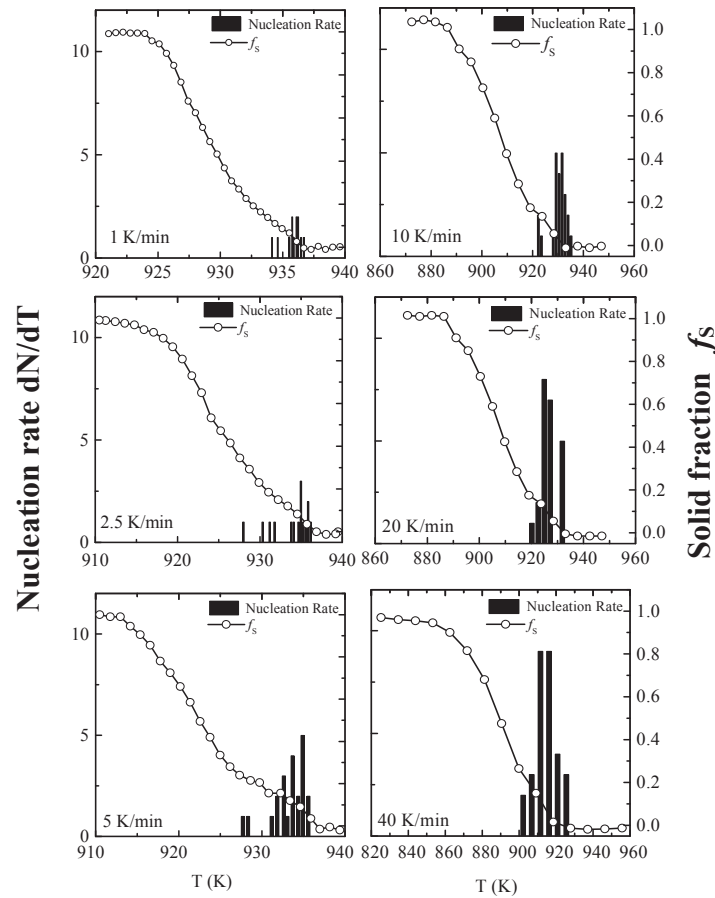 Nucleation rate dN/dT
Solid fraction fS
Nucleation Rate
fS
10
5
0
1 K/min
920 925 930 935 940
Nucleation Rate
fS
1.0
0.8
0.6
0.4
0.2
0.0
10 K/min
860 880 900 920 940 960
Nucleation Rate
fS
10
5
0
2.5 K/min
910 920 930 940
Nucleation Rate
fS
1.0
0.8
0.6
0.4
0.2
0.0
20 K/min
860 880 900 920 940 960
Nucleation Rate
fS
10
5
0
5 K/min
910 920 930 940
T (K)
Nucleation Rate
fS
1.0
0.8
0.6
0.4
0.2
0.0
40 K/min
820 840 860 880 900 920 940 960
T (K)